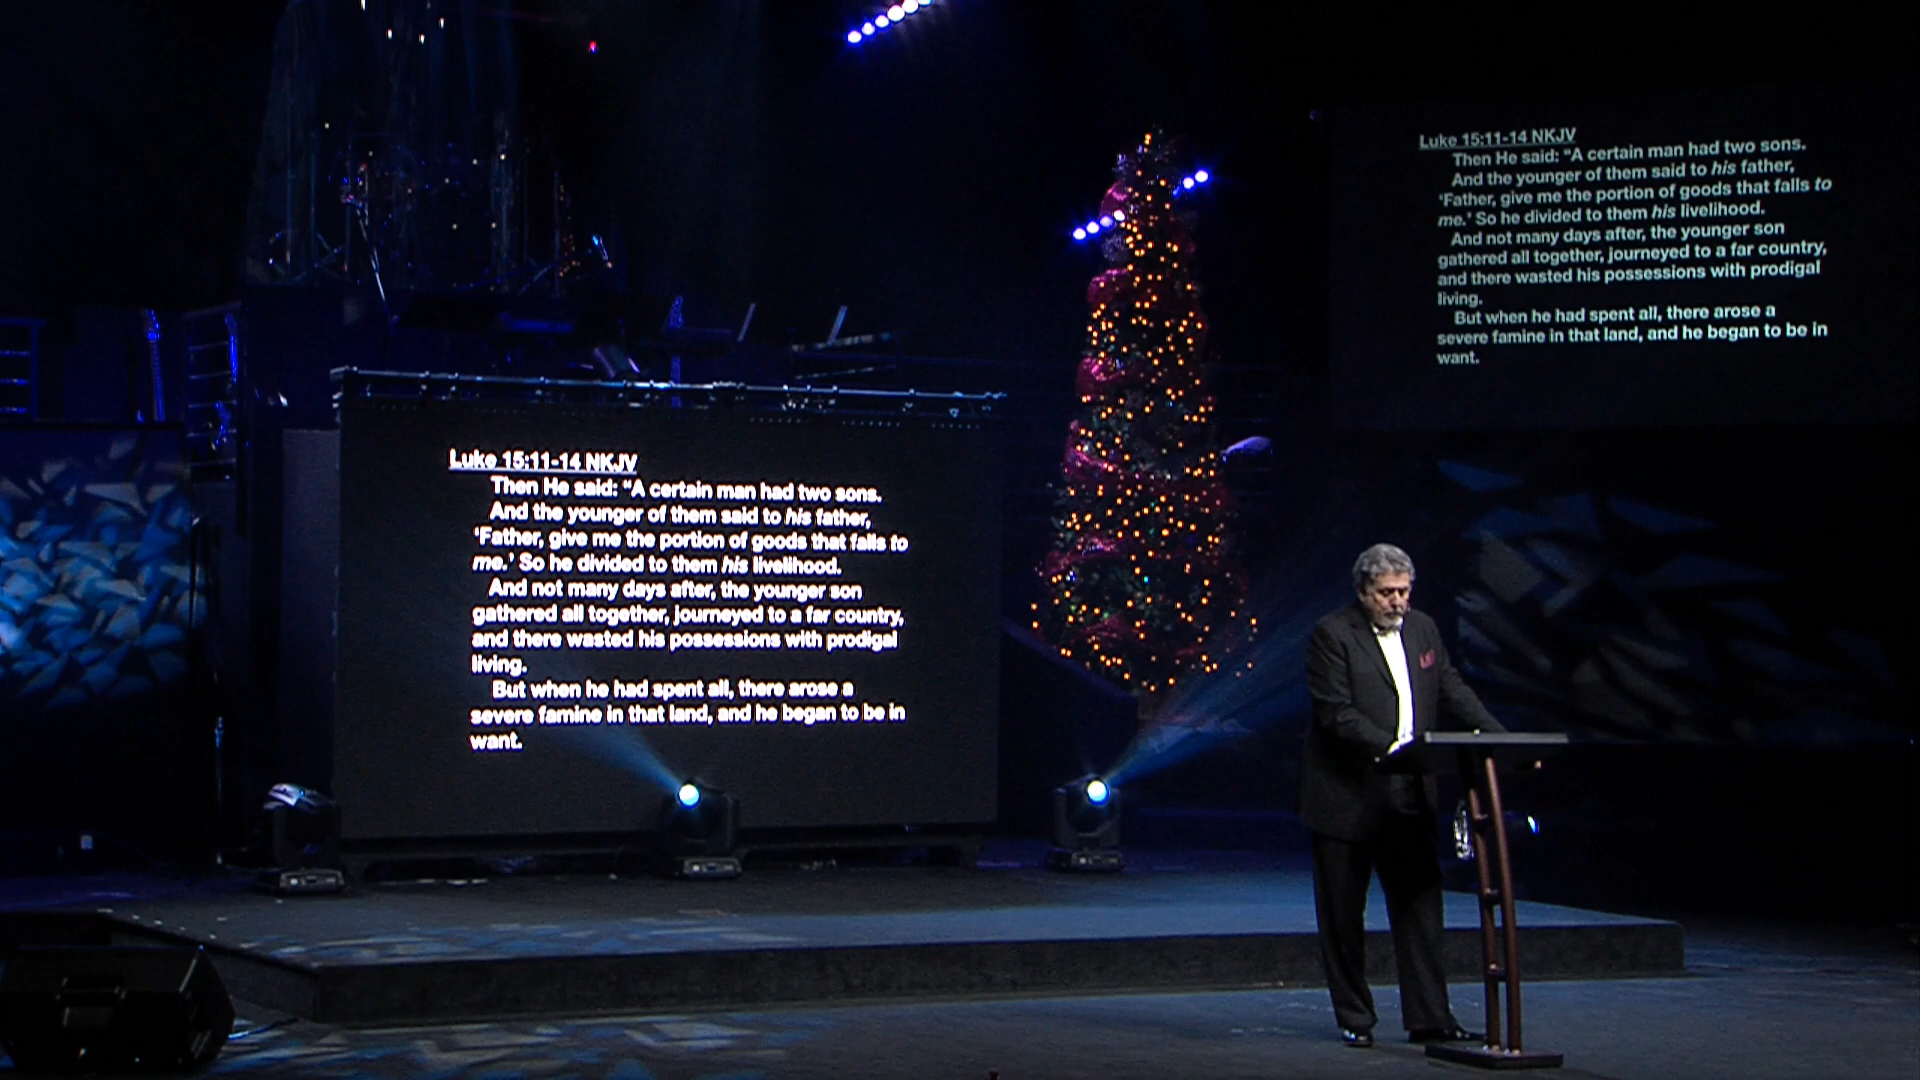 Luke 15:11-14 NKJV
Then He said: “A certain man had two sons.
And the younger of them said to his father,
‘Father, give me the portion of goods that falls to
me.’ So he divided to them his livelihood.
And not many days after, the younger son
gathered all together, journeyed to a far country,
and there wasted his possessions with prodigal
living.
But when he had spent all, there arose a
severe famine in that land, and he began to be in
want.
Luke 15:11-14 NKJV
Then He said: “A certain man had two sons.
And the younger of them said to his father,
‘Father, give me the portion of goods that falls to
me.’ So he divided to them his livelihood.
And not many days after, the younger son
gathered all together, journeyed to a far country,
and there wasted his possessions with prodigal
living.
But when he had spent all, there arose a
severe famine in that land, and he began to be in
want.